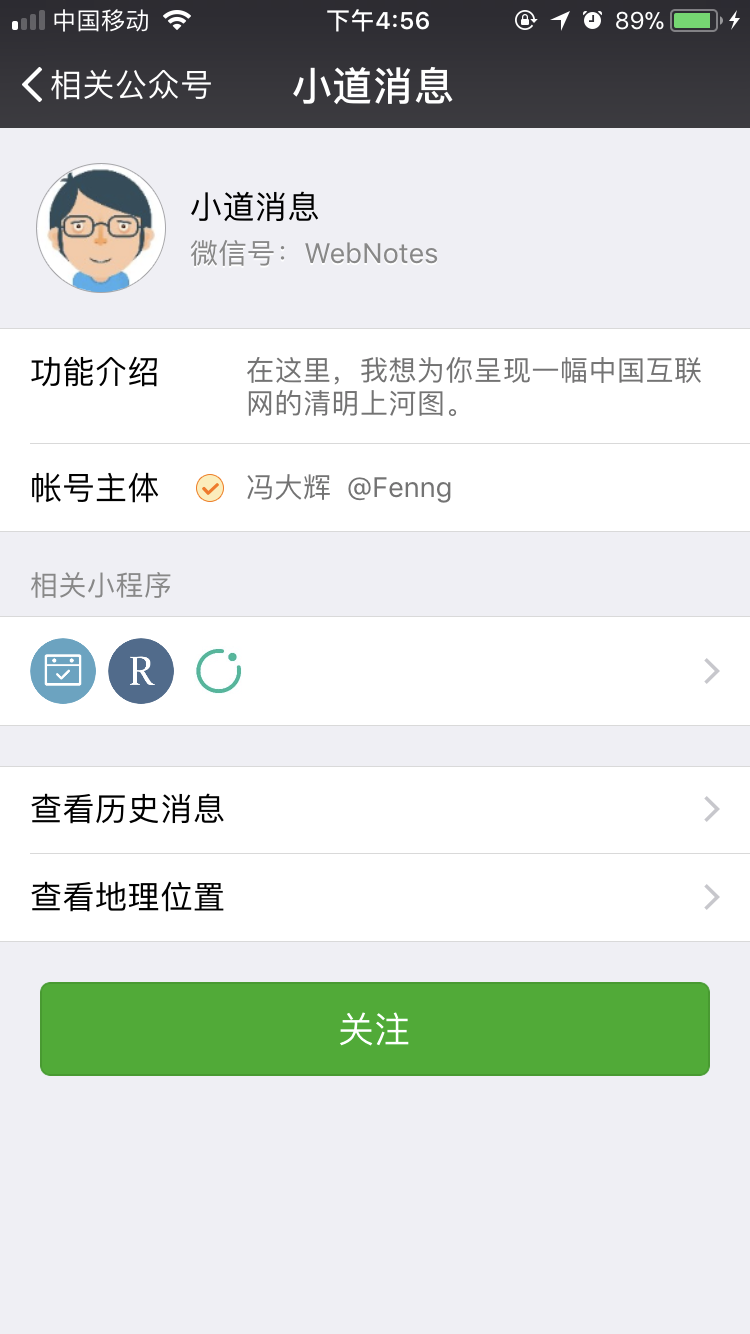 中国移动 下午4:56 89%
相关公众号 小道消息
小道消息
微信号: WebNotes
功能介绍 在这里，我想为你呈现一幅中国互联
网的清明上河图。
帐号主体 冯大辉 @Fenng
相关小程序
R
查看历史消息
查看地理位置
关注